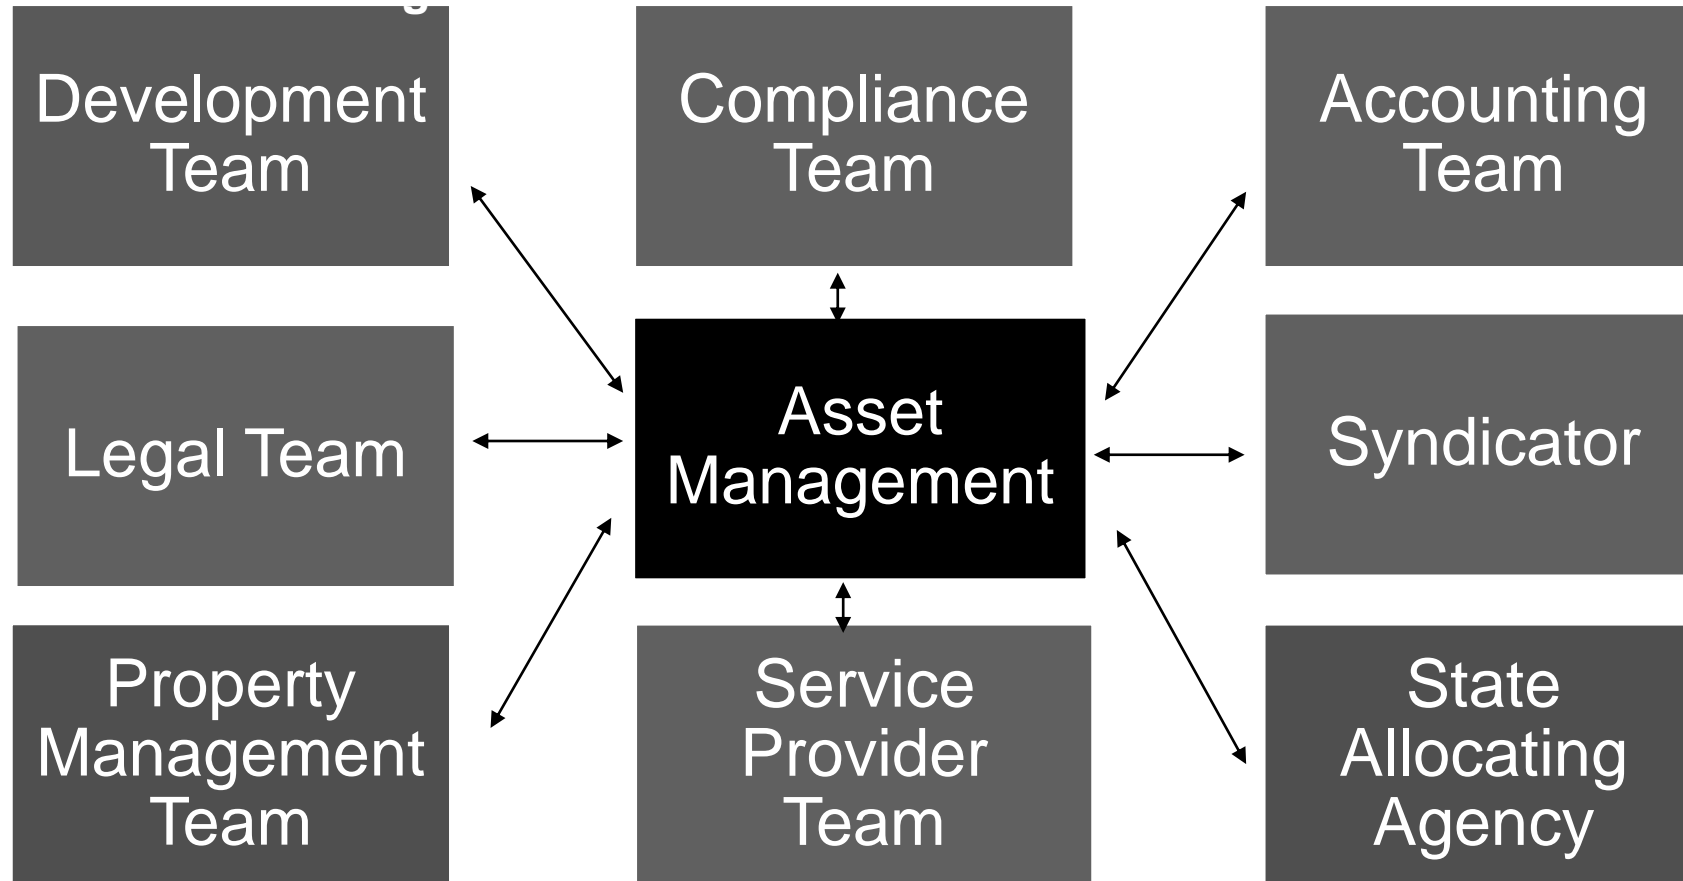 Development
Team
Compliance
Team
Accounting
Team
Legal Team
Asset
Management
Syndicator
Property
Management
Team
Service
Provider
Team
State
Allocating
Agency